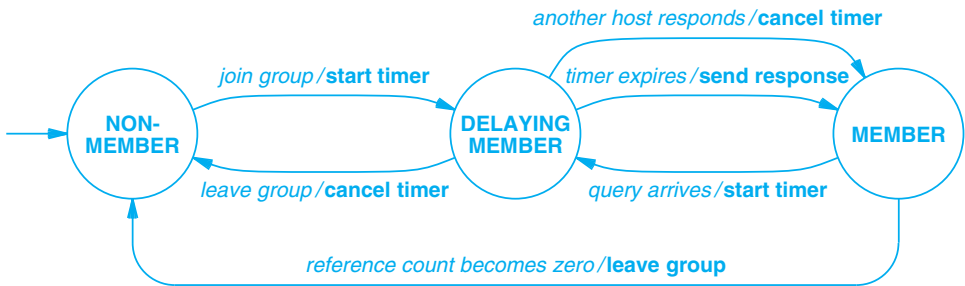 another host responds/cancel timer
join group/start timer
timer expires/send response
NON-
MEMBER
DELAYING
MEMBER
MEMBER
leave group/cancel timer
query arrives/start timer
reference count becomes zero/leave group